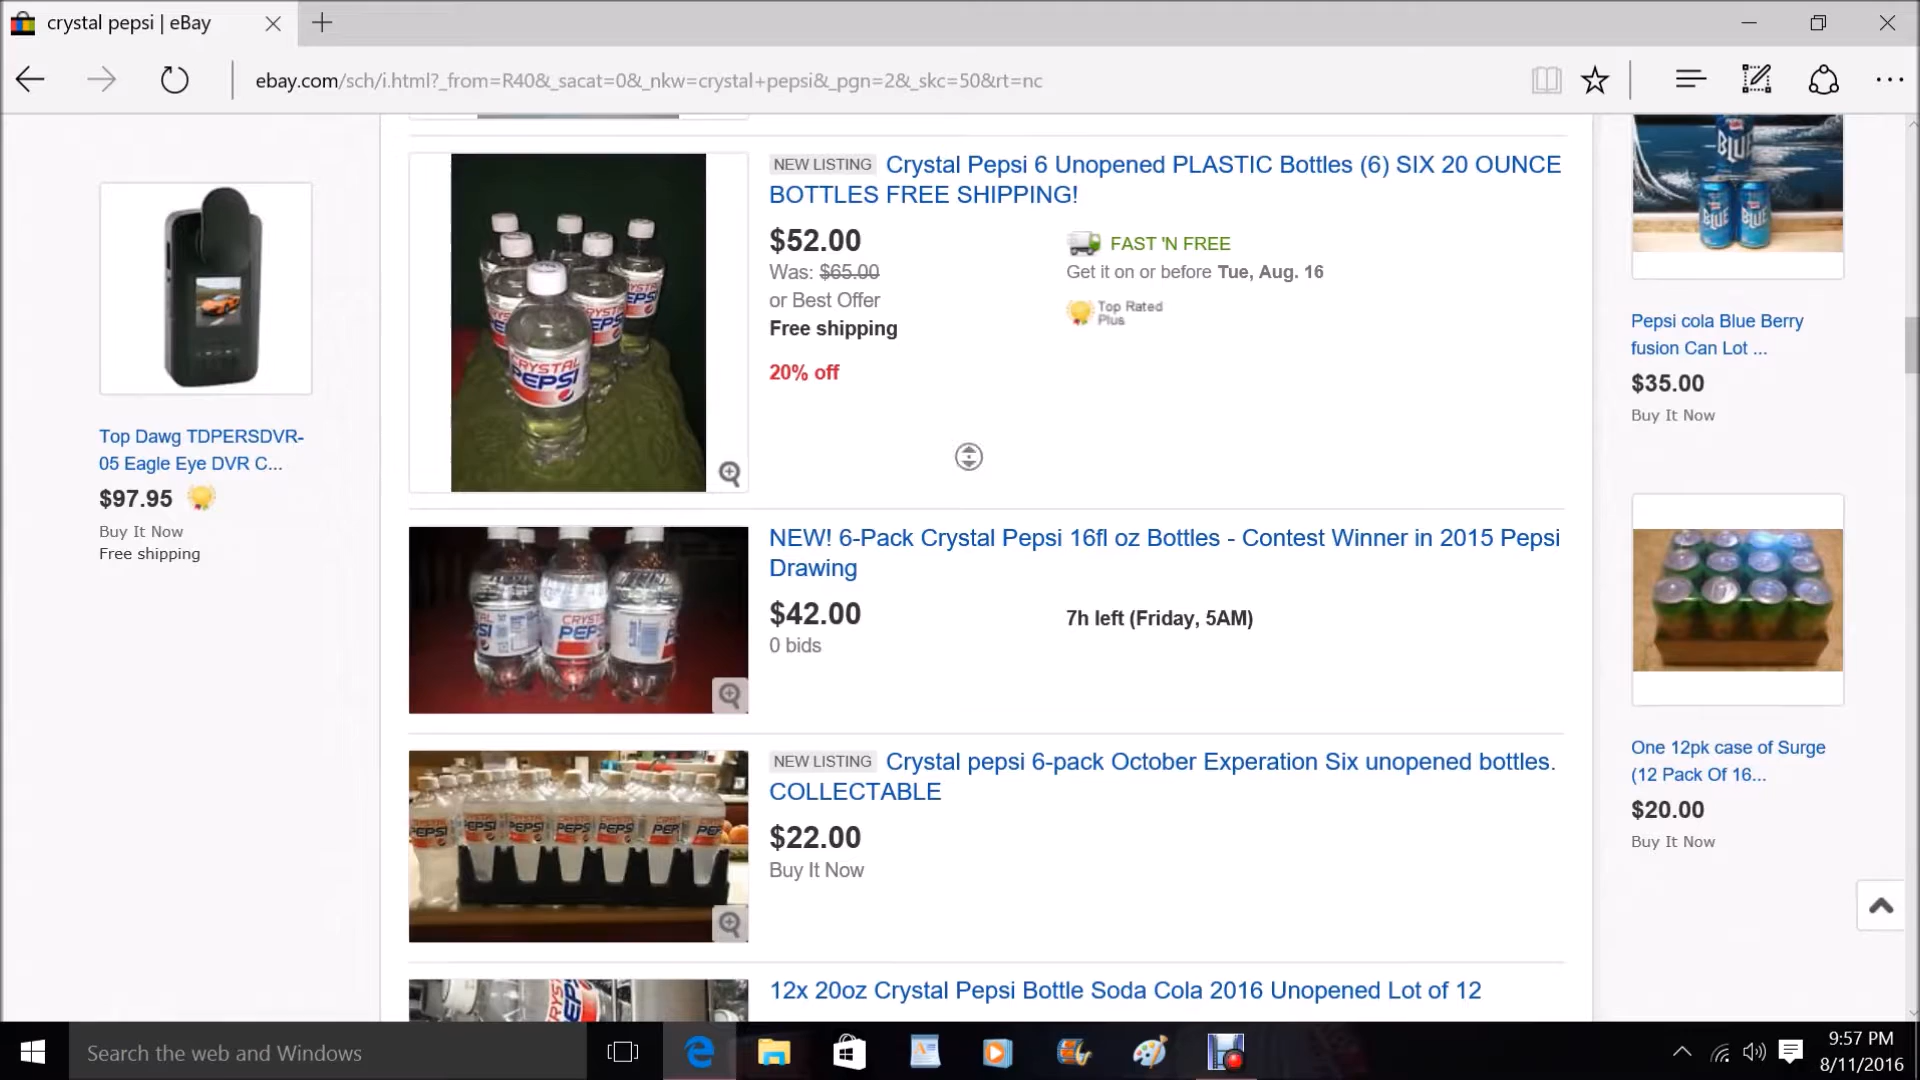 crystal pepsi | eBay
ebay.com/sch/i.html?_from=R40&_sacat=0&_nkw=crystal+pepsi&_pgn=2&_skc=50&rt=nc
Top Dawg TDPERSDVR-
05 Eagle Eye DVR C...
$97.95
Buy It Now
Free shipping
CRYSTAL
PEPSI
NEW LISTING Crystal Pepsi 6 Unopened PLASTIC Bottles (6) SIX 20 OUNCE
BOTTLES FREE SHIPPING!
$52.00
Was: $65.00
or Best Offer
Free shipping
20% off
FAST 'N FREE
Get it on or before Tue, Aug. 16
Top Rated
Plus
NEW! 6-Pack Crystal Pepsi 16fl oz Bottles - Contest Winner in 2015 Pepsi
Drawing
$42.00
0 bids
7h left (Friday, 5AM)
NEW LISTING Crystal pepsi 6-pack October Experation Six unopened bottles.
COLLECTABLE
$22.00
Buy It Now
12x 20oz Crystal Pepsi Bottle Soda Cola 2016 Unopened Lot of 12
BLUE
Pepsi cola Blue Berry
fusion Can Lot ...
$35.00
Buy It Now
One 12pk case of Surge
(12 Pack Of 16...
$20.00
Buy It Now
Search the web and Windows
9:57 PM
8/11/2016